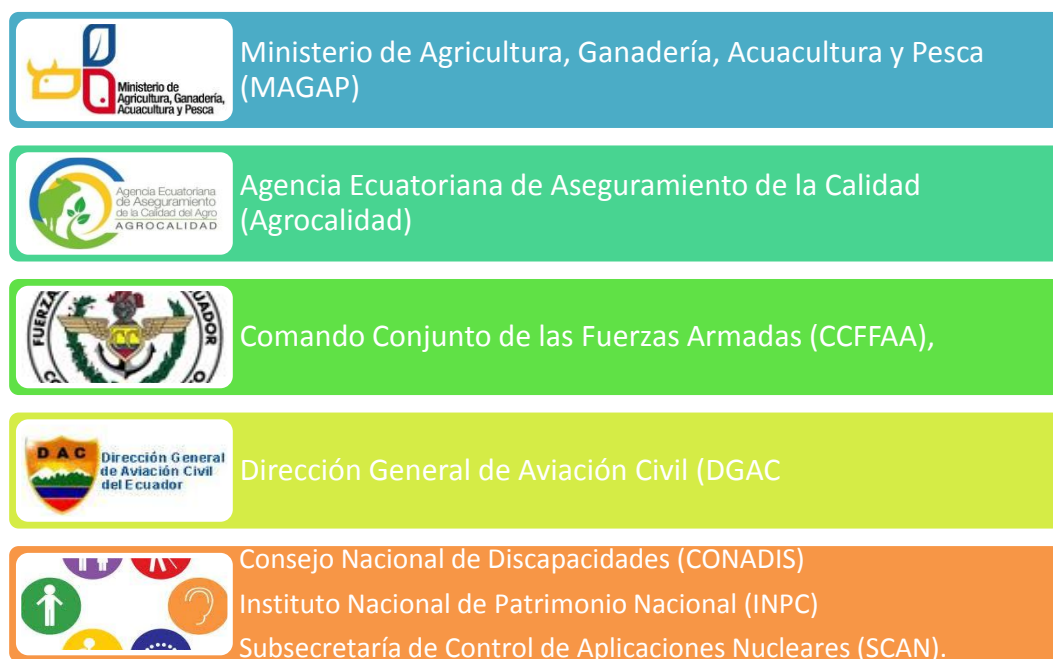 Ministerio de
Agricultura, Ganadería,
Acuacultura y Pesca
Ministerio de Agricultura, Ganadería, Acuacultura y Pesca
(MAGAP)
Agencia Ecuatoriana
de Aseguramiento
de la Calidad del Agro
AGROCALIDAD
Agencia Ecuatoriana de Aseguramiento de la Calidad
(Agrocalidad)
Comando Conjunto de las Fuerzas Armadas (CCFFAA),
DAC
Dirección General
de Aviación Civil
del Ecuador
Dirección General de Aviación Civil (DGAC
Consejo Nacional de Discapacidades (CONADIS)
Instituto Nacional de Patrimonio Nacional (INPC)
Subsecretaría de Control de Aplicaciones Nucleares (SCAN).